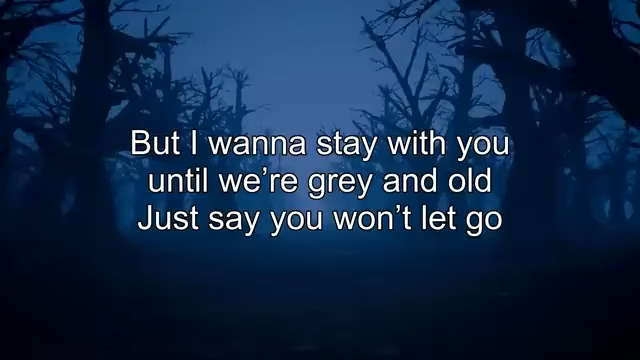 But I wanna stay with you
until we’re grey and old
Just say you won’t let go